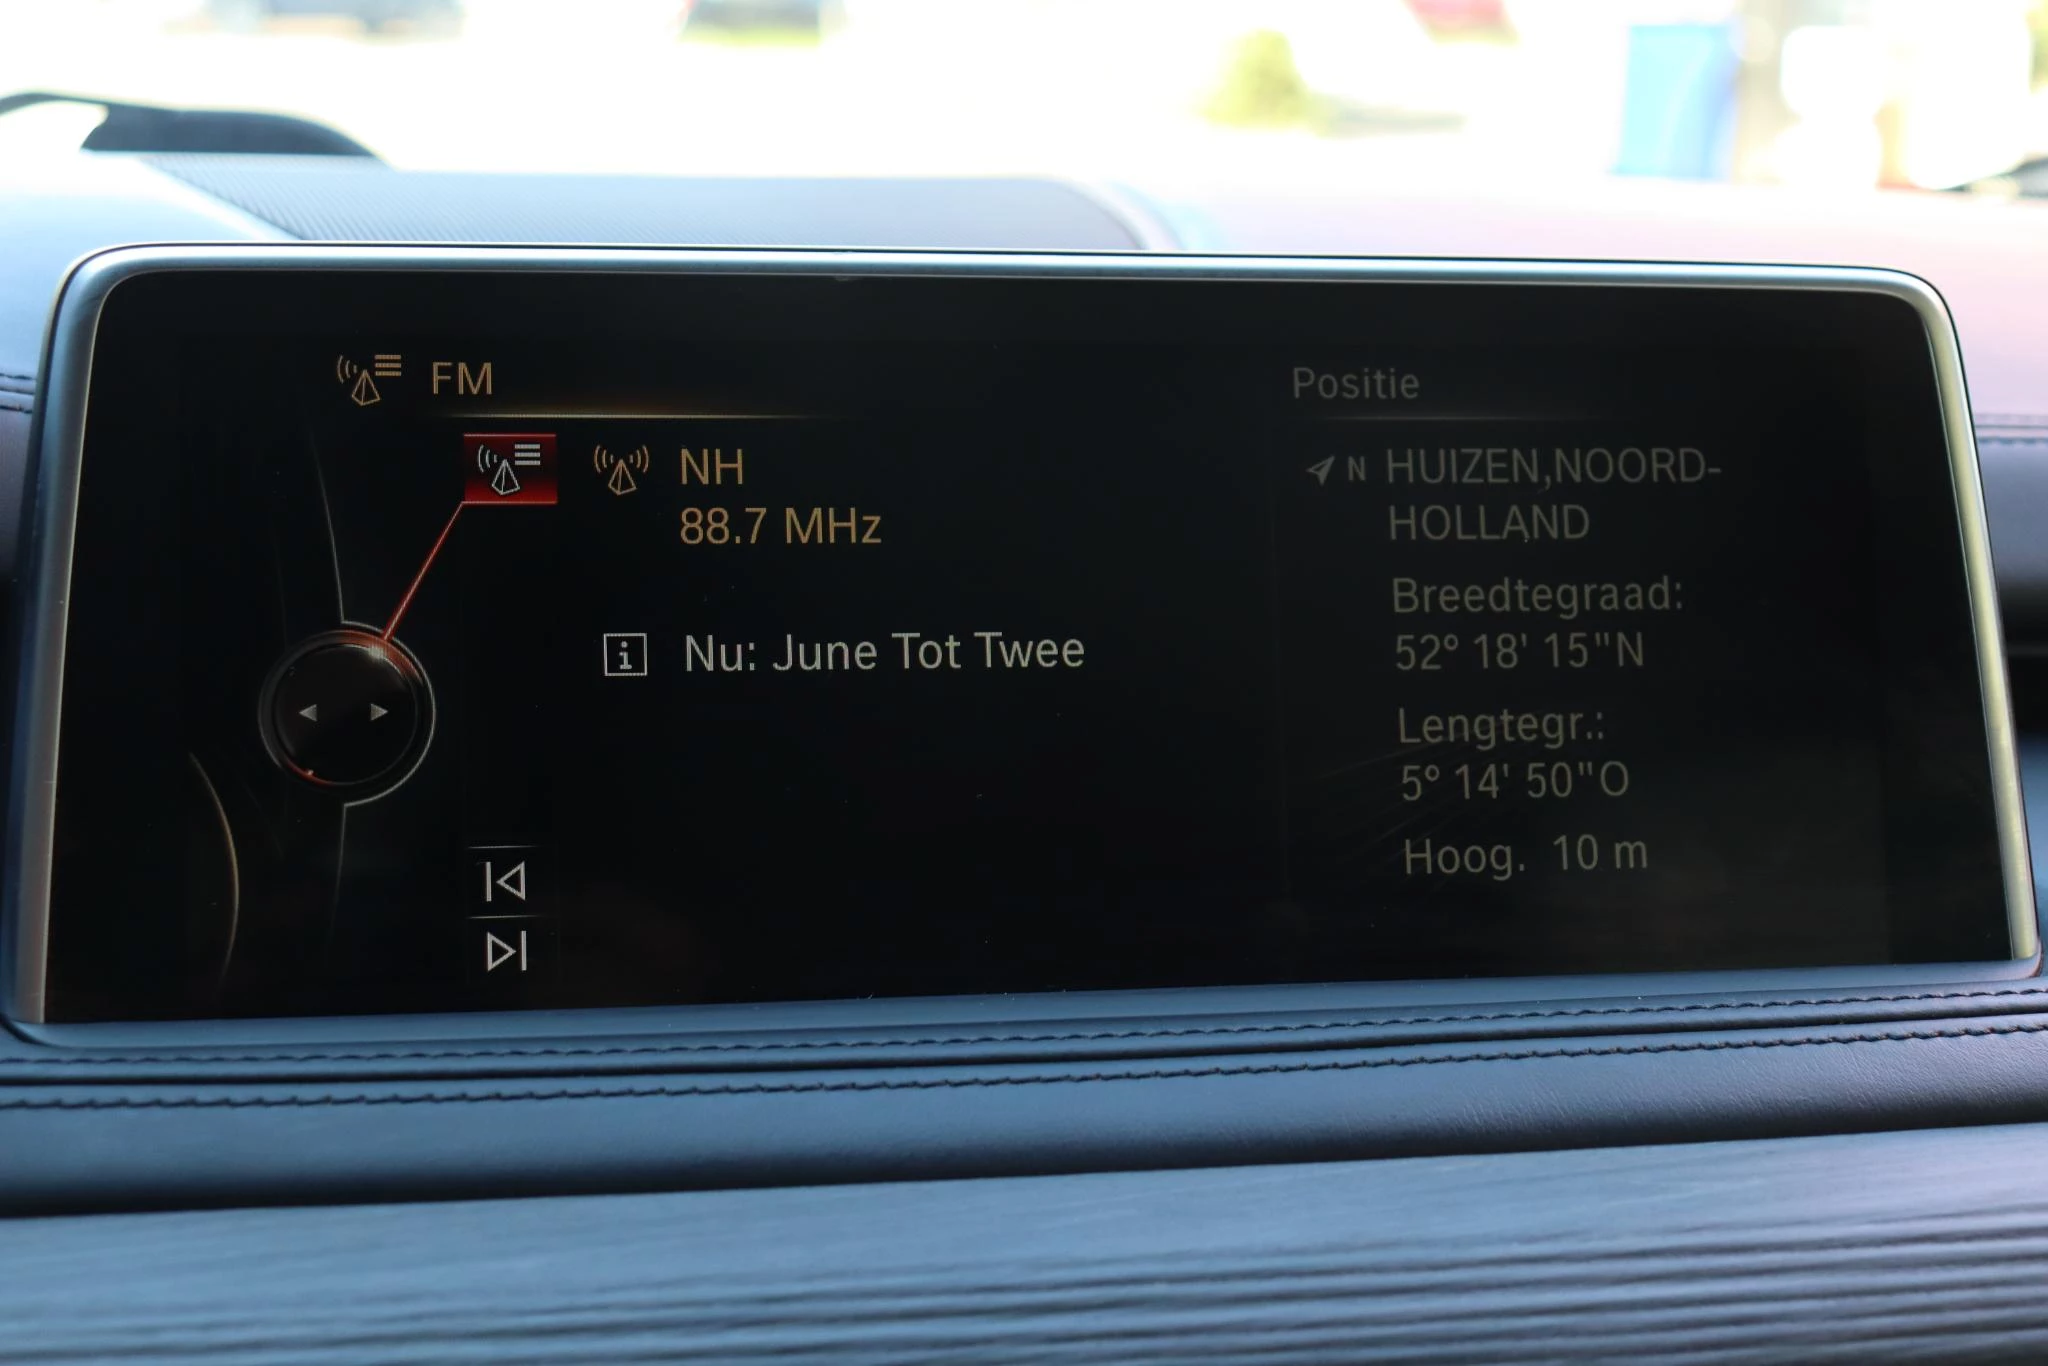 FM
NH
88.7 MHz
Nu: June Tot Twee
Positie
N HUIZEN,NOORD-
HOLLAND
Breedtegraad:
52° 18' 15"N
Lengtegr.:
5° 14' 50"O
Hoog. 10 m